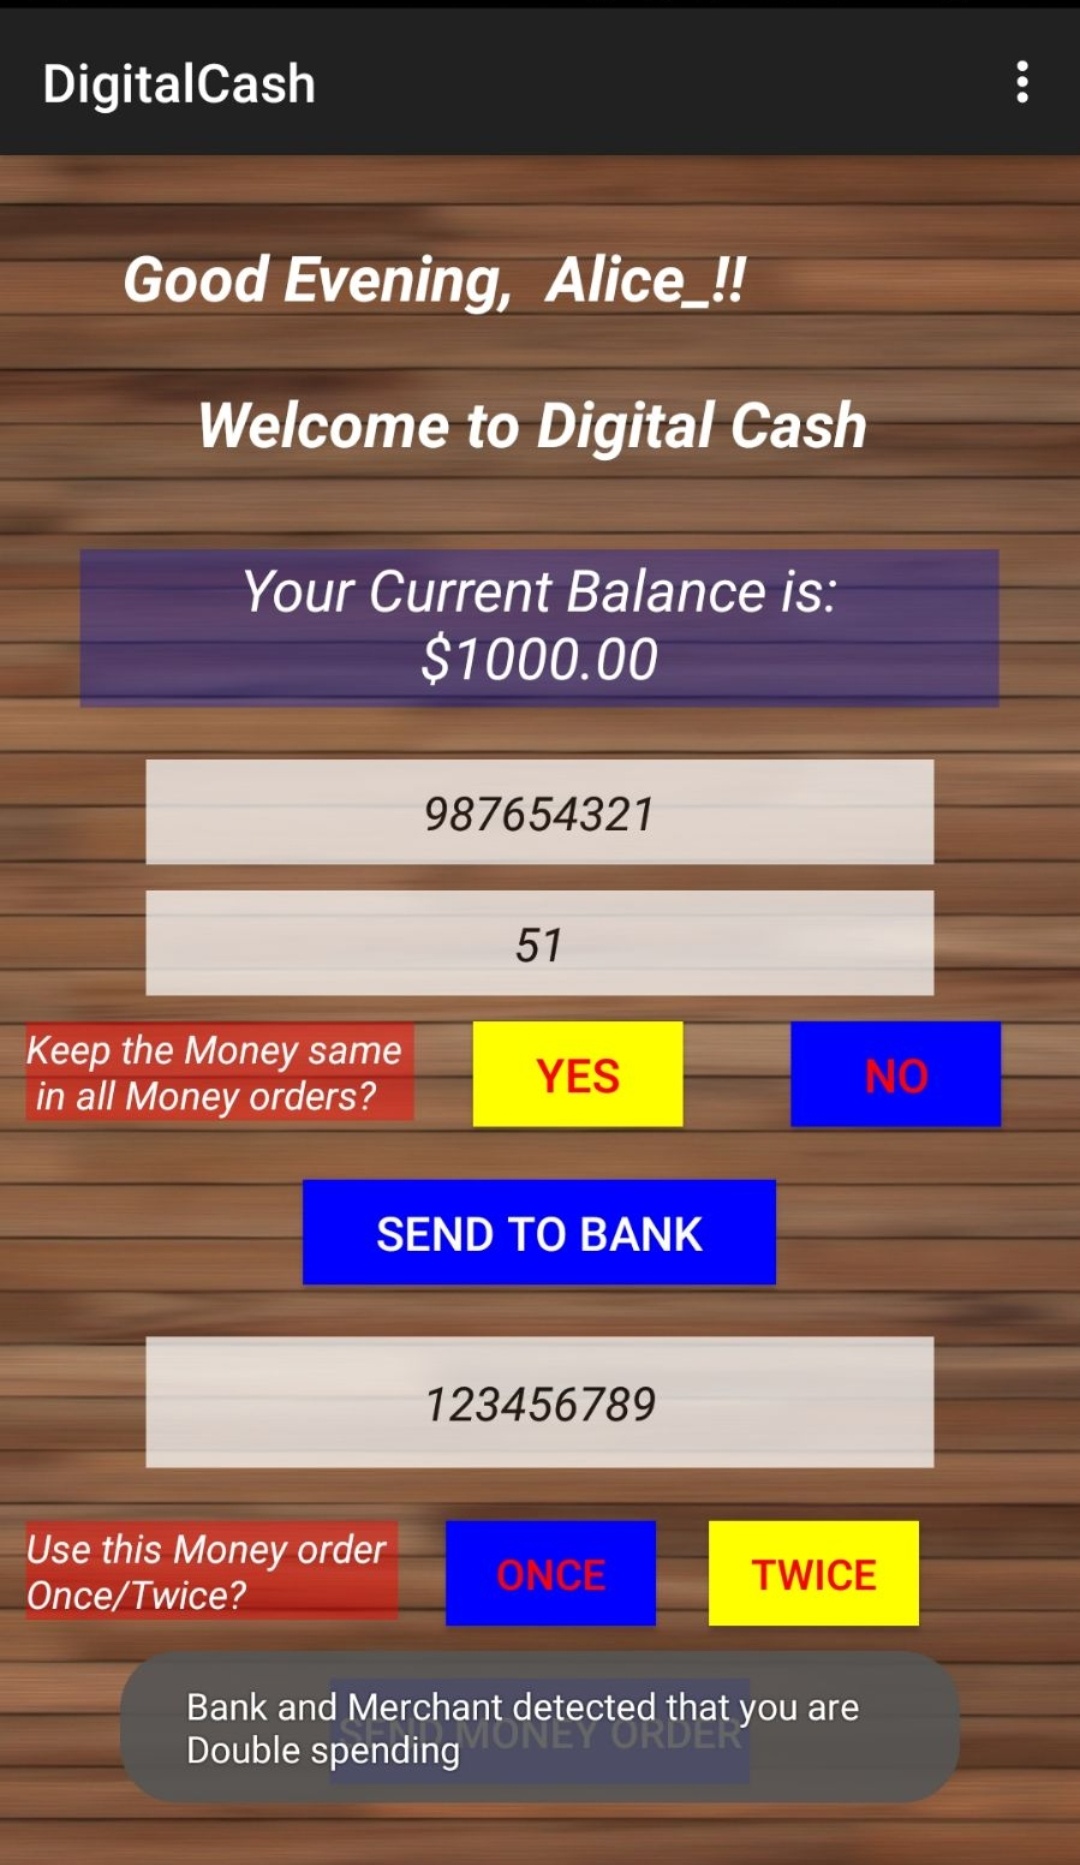 DigitalCash
Good Evening,  Alice_!!
Welcome to Digital Cash
Your Current Balance is:
$1000.00
987654321
51
Keep the Money same
in all Money orders?
YES
NO
SEND TO BANK
123456789
Use this Money order
Once/Twice?
ONCE
TWICE
SEND MONEY ORDER
Bank and Merchant detected that you are
Double spending